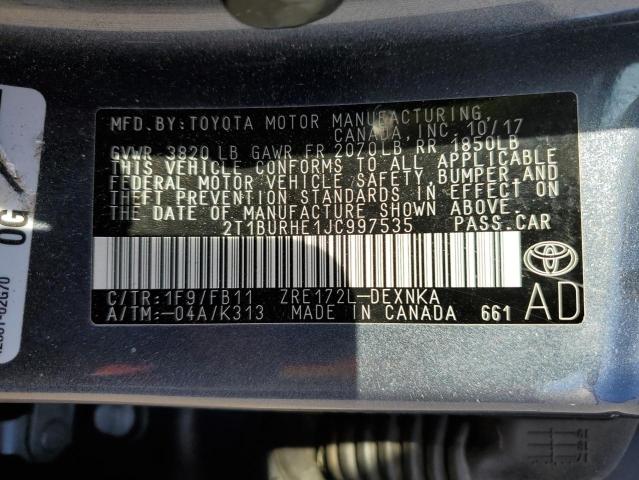 MFD. BY: TOYOTA MOTOR MANUFACTURING,
CANADA, INC. 10/17
GVWR 3820 LB GAWR FR 2070LB RR 1850LB
THIS VEHICLE CONFORMS TO ALL APPLICABLE
FEDERAL MOTOR VEHICLE SAFETY, BUMPER AND
THEFT PREVENTION STANDARDS IN EFFECT ON
THE DATE OF MANUFACTURE SHOWN ABOVE.
2T1BURHE1JC997535 PASS.CAR
C/TR:1F9/FB11 ZRE172L-DEXNKA
A/TM:-04A/K313 MADE IN CANADA 661
AD
0G
-02G70